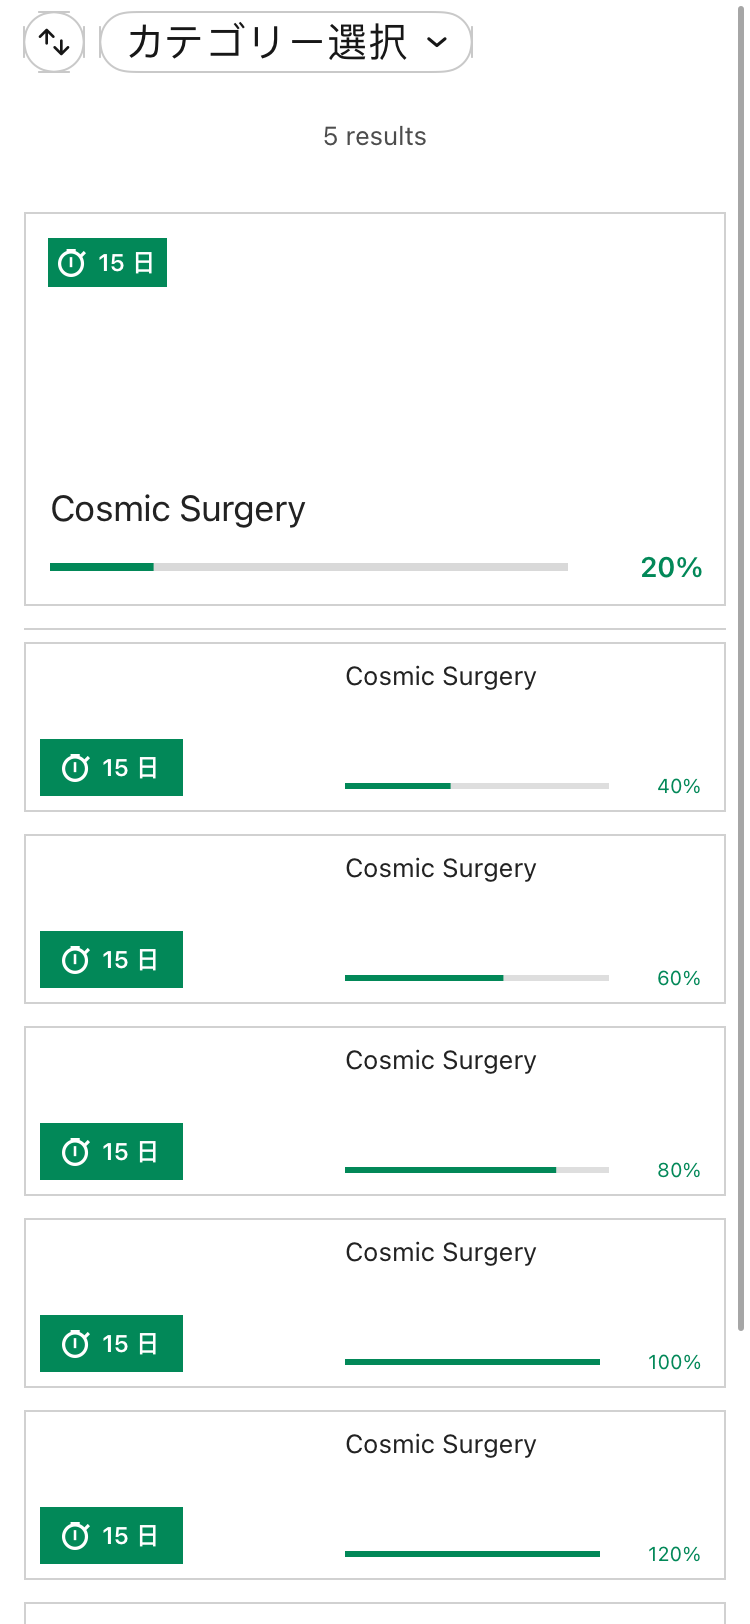 カテゴリー選択
5 results
15 日
Cosmic Surgery
20%
Cosmic Surgery
15 日
40%
Cosmic Surgery
15 日
60%
Cosmic Surgery
15 日
80%
Cosmic Surgery
15 日
100%
Cosmic Surgery
15 日
120%